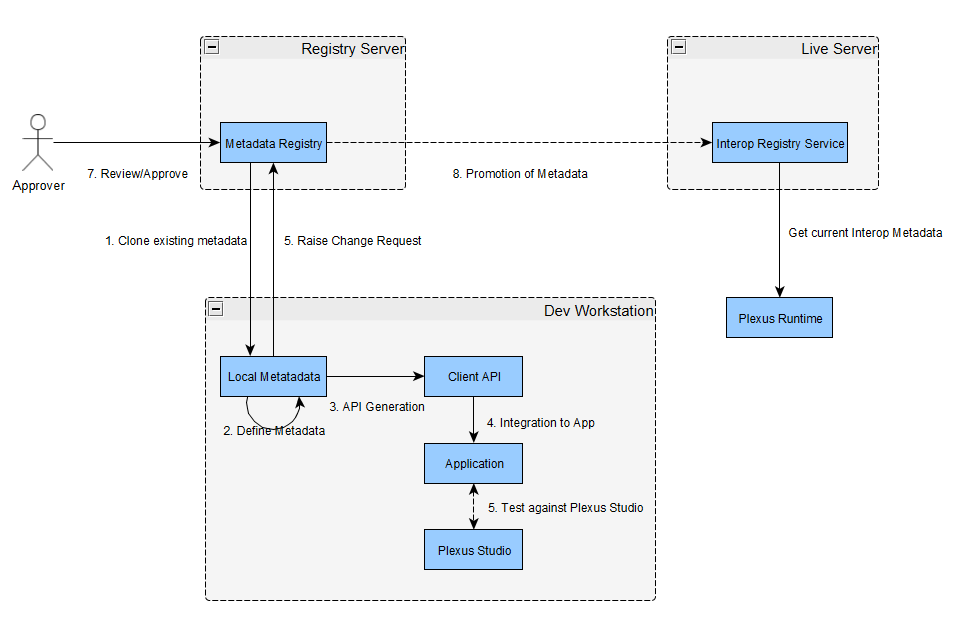 Registry Server
Live Server
Metadata Registry
Interop Registry Service
Approver
7. Review/Approve
8. Promotion of Metadata
1. Clone existing metadata
5. Raise Change Request
Get current Interop Metadata
Dev Workstation
Plexus Runtime
Local Metatadata
Client API
3. API Generation
2. Define Metadata
4. Integration to App
Application
5. Test against Plexus Studio
Plexus Studio